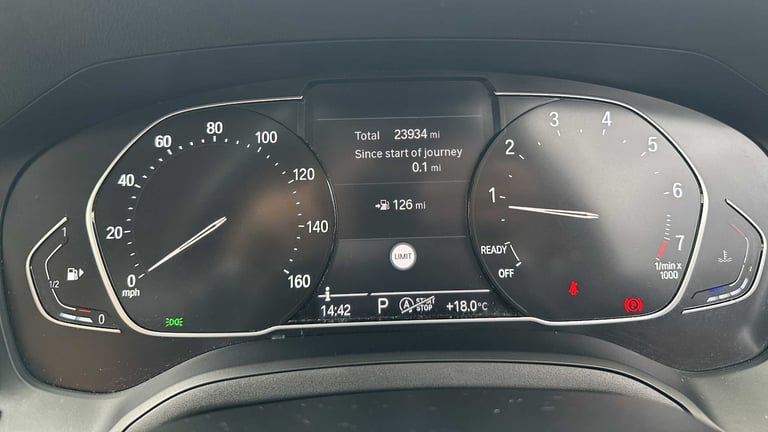 Total 23934 mi
Since start of journey
0.1 mi
126 mi
LIMIT
14:42 P A START STOP +18.0°C
0 20 40 60 80 100 120 140 160
mph
1 2 3 4 5 6 7
1/min x
1000
READY
OFF
1
1/2
0